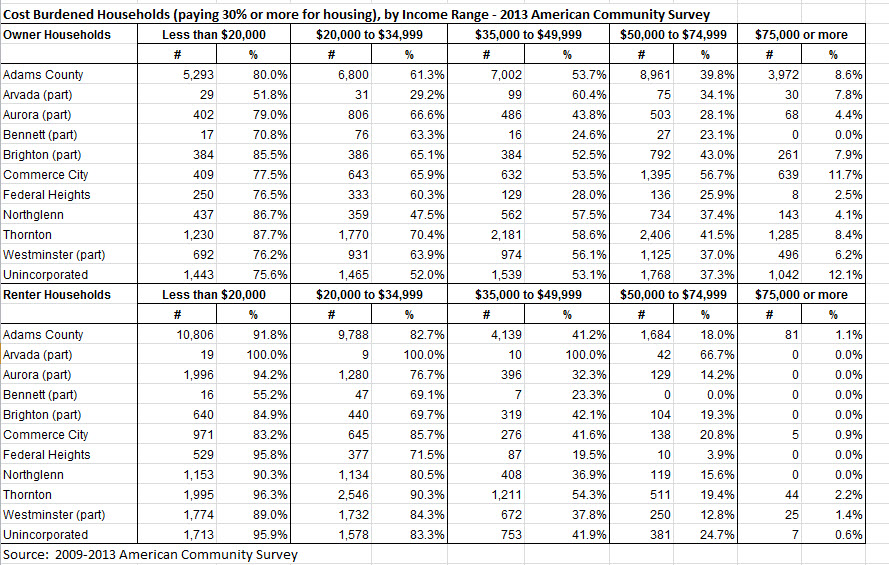 Cost Burdened Households (paying 30% or more for housing), by Income Range - 2013 American Community Survey
Owner Households Less than $20,000 $20,000 to $34,999 $35,000 to $49,999 $50,000 to $74,999 $75,000 or more
# % # % # % # % # %
Adams County 5,293 80.0% 6,800 61.3% 7,002 53.7% 8,961 39.8% 3,972 8.6%
Arvada (part) 29 51.8% 31 29.2% 99 60.4% 75 34.1% 30 7.8%
Aurora (part) 402 79.0% 806 66.6% 486 43.8% 503 28.1% 68 4.4%
Bennett (part) 17 70.8% 76 63.3% 16 24.6% 27 23.1% 0 0.0%
Brighton (part) 384 85.5% 386 65.1% 384 52.5% 792 43.0% 261 7.9%
Commerce City 409 77.5% 643 65.9% 632 53.5% 1,395 56.7% 639 11.7%
Federal Heights 250 76.5% 333 60.3% 129 28.0% 136 25.9% 8 2.5%
Northglenn 437 86.7% 359 47.5% 562 57.5% 734 37.4% 143 4.1%
Thornton 1,230 87.7% 1,770 70.4% 2,181 58.6% 2,406 41.5% 1,285 8.4%
Westminster (part) 692 76.2% 931 63.9% 974 56.1% 1,125 37.0% 496 6.2%
Unincorporated 1,443 75.6% 1,465 52.0% 1,539 53.1% 1,768 37.3% 1,042 12.1%
Renter Households Less than $20,000 $20,000 to $34,999 $35,000 to $49,999 $50,000 to $74,999 $75,000 or more
# % # % # % # % # %
Adams County 10,806 91.8% 9,788 82.7% 4,139 41.2% 1,684 18.0% 81 1.1%
Arvada (part) 19 100.0% 9 100.0% 10 100.0% 42 66.7% 0 0.0%
Aurora (part) 1,996 94.2% 1,280 76.7% 396 32.3% 129 14.2% 0 0.0%
Bennett (part) 16 55.2% 47 69.1% 7 23.3% 0 0.0% 0 0.0%
Brighton (part) 640 84.9% 440 69.7% 319 42.1% 104 19.3% 0 0.0%
Commerce City 971 83.2% 645 85.7% 276 41.6% 138 20.8% 5 0.9%
Federal Heights 529 95.8% 377 71.5% 87 19.5% 10 3.9% 0 0.0%
Northglenn 1,153 90.3% 1,134 80.5% 408 36.9% 119 15.6% 0 0.0%
Thornton 1,995 96.3% 2,546 90.3% 1,211 54.3% 511 19.4% 44 2.2%
Westminster (part) 1,774 89.0% 1,732 84.3% 672 37.8% 250 12.8% 25 1.4%
Unincorporated 1,713 95.9% 1,578 83.3% 753 41.9% 381 24.7% 7 0.6%
Source: 2009-2013 American Community Survey